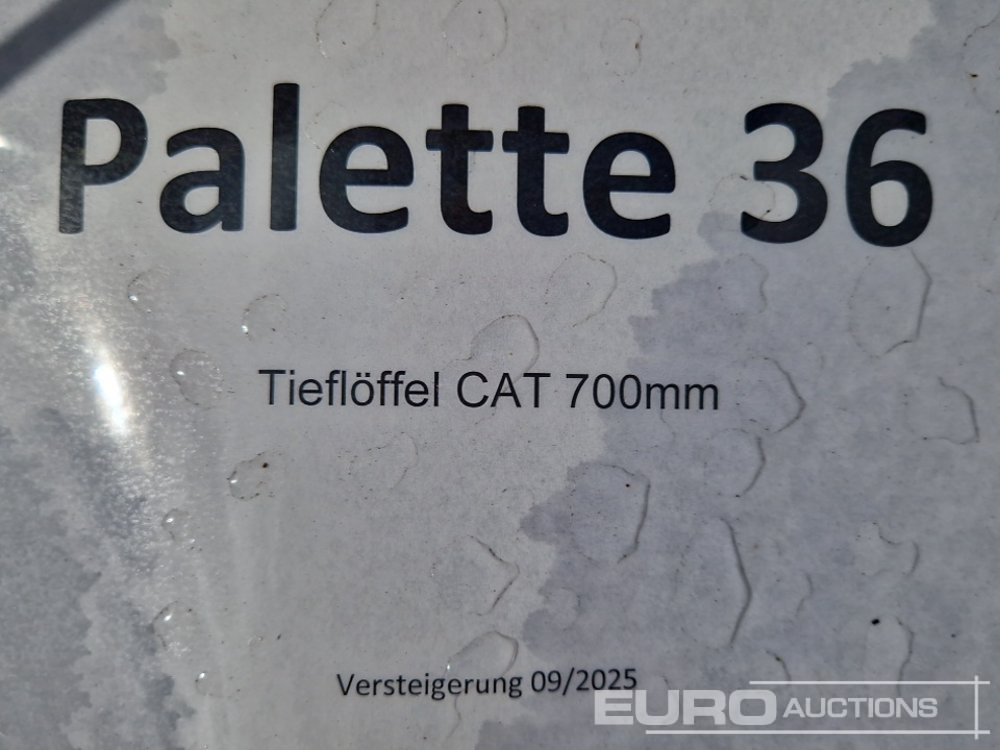 Palette 36
Tieflöffel CAT 700mm
Versteigerung 09/2025
EURO AUCTIONS